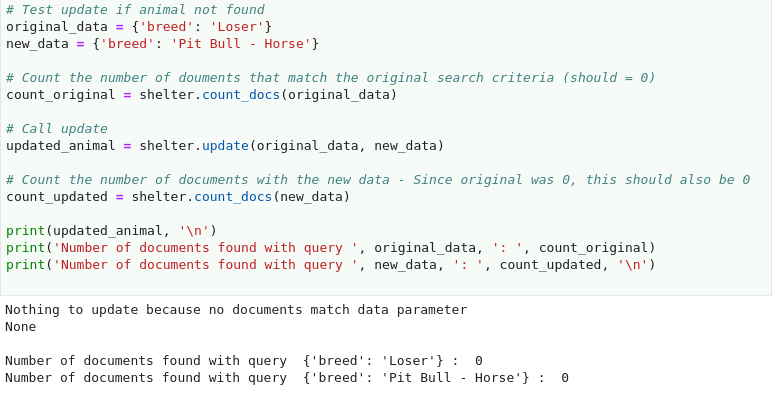 # Test update if animal not found
original_data = {'breed': 'Loser'}
new_data = {'breed': 'Pit Bull - Horse'}
# Count the number of douments that match the original search criteria (should = 0)
count_original = shelter.count_docs(original_data)
# Call update
updated_animal = shelter.update(original_data, new_data)
# Count the number of documents with the new data - Since original was 0, this should also be 0
count_updated = shelter.count_docs(new_data)
print(updated_animal, '\n')
print('Number of documents found with query ', original_data, ': ', count_original)
print('Number of documents found with query ', new_data, ': ', count_updated, '\n')
Nothing to update because no documents match data parameter
None
Number of documents found with query  {'breed': 'Loser'} :  0
Number of documents found with query  {'breed': 'Pit Bull - Horse'} :  0